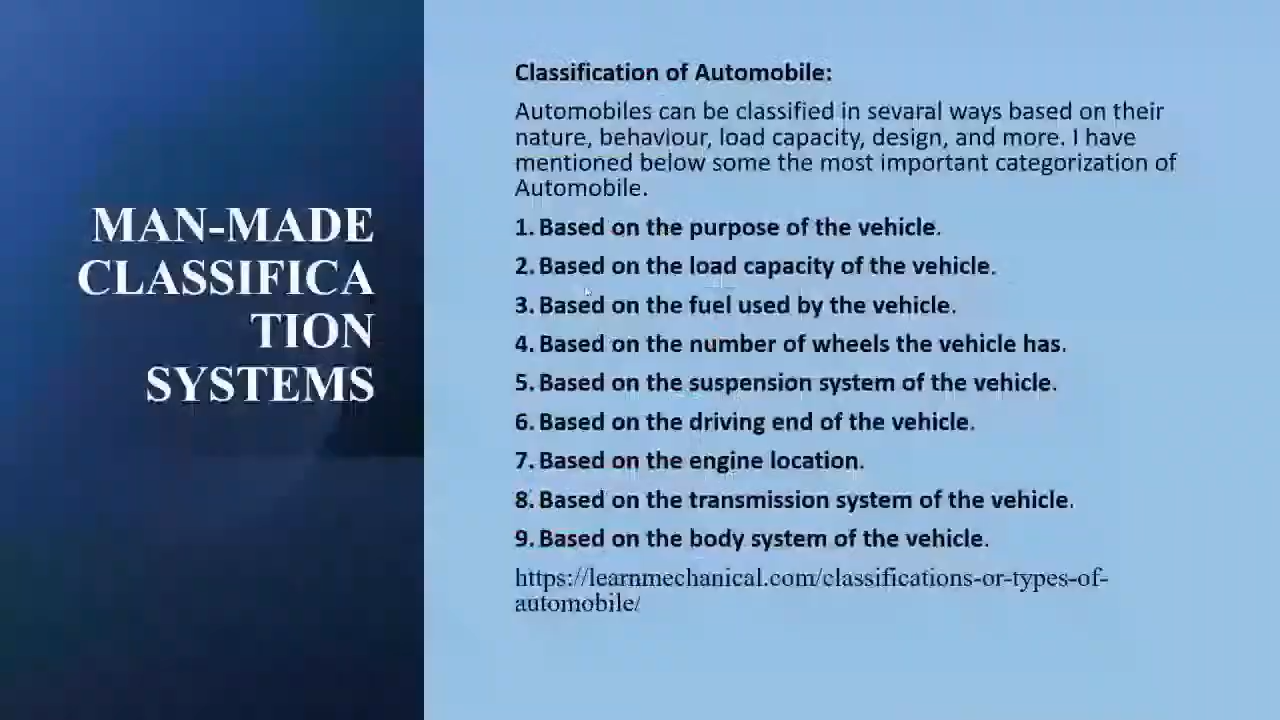 MAN-MADE
CLASSIFICA
TION
SYSTEMS
Classification of Automobile:
Automobiles can be classified in sevaral ways based on their
nature, behaviour, load capacity, design, and more. I have
mentioned below some the most important categorization of
Automobile.
1. Based on the purpose of the vehicle.
2. Based on the load capacity of the vehicle.
3. Based on the fuel used by the vehicle.
4. Based on the number of wheels the vehicle has.
5. Based on the suspension system of the vehicle.
6. Based on the driving end of the vehicle.
7. Based on the engine location.
8. Based on the transmission system of the vehicle.
9. Based on the body system of the vehicle.
https://learnmechanical.com/classifications-or-types-of-
automobile/